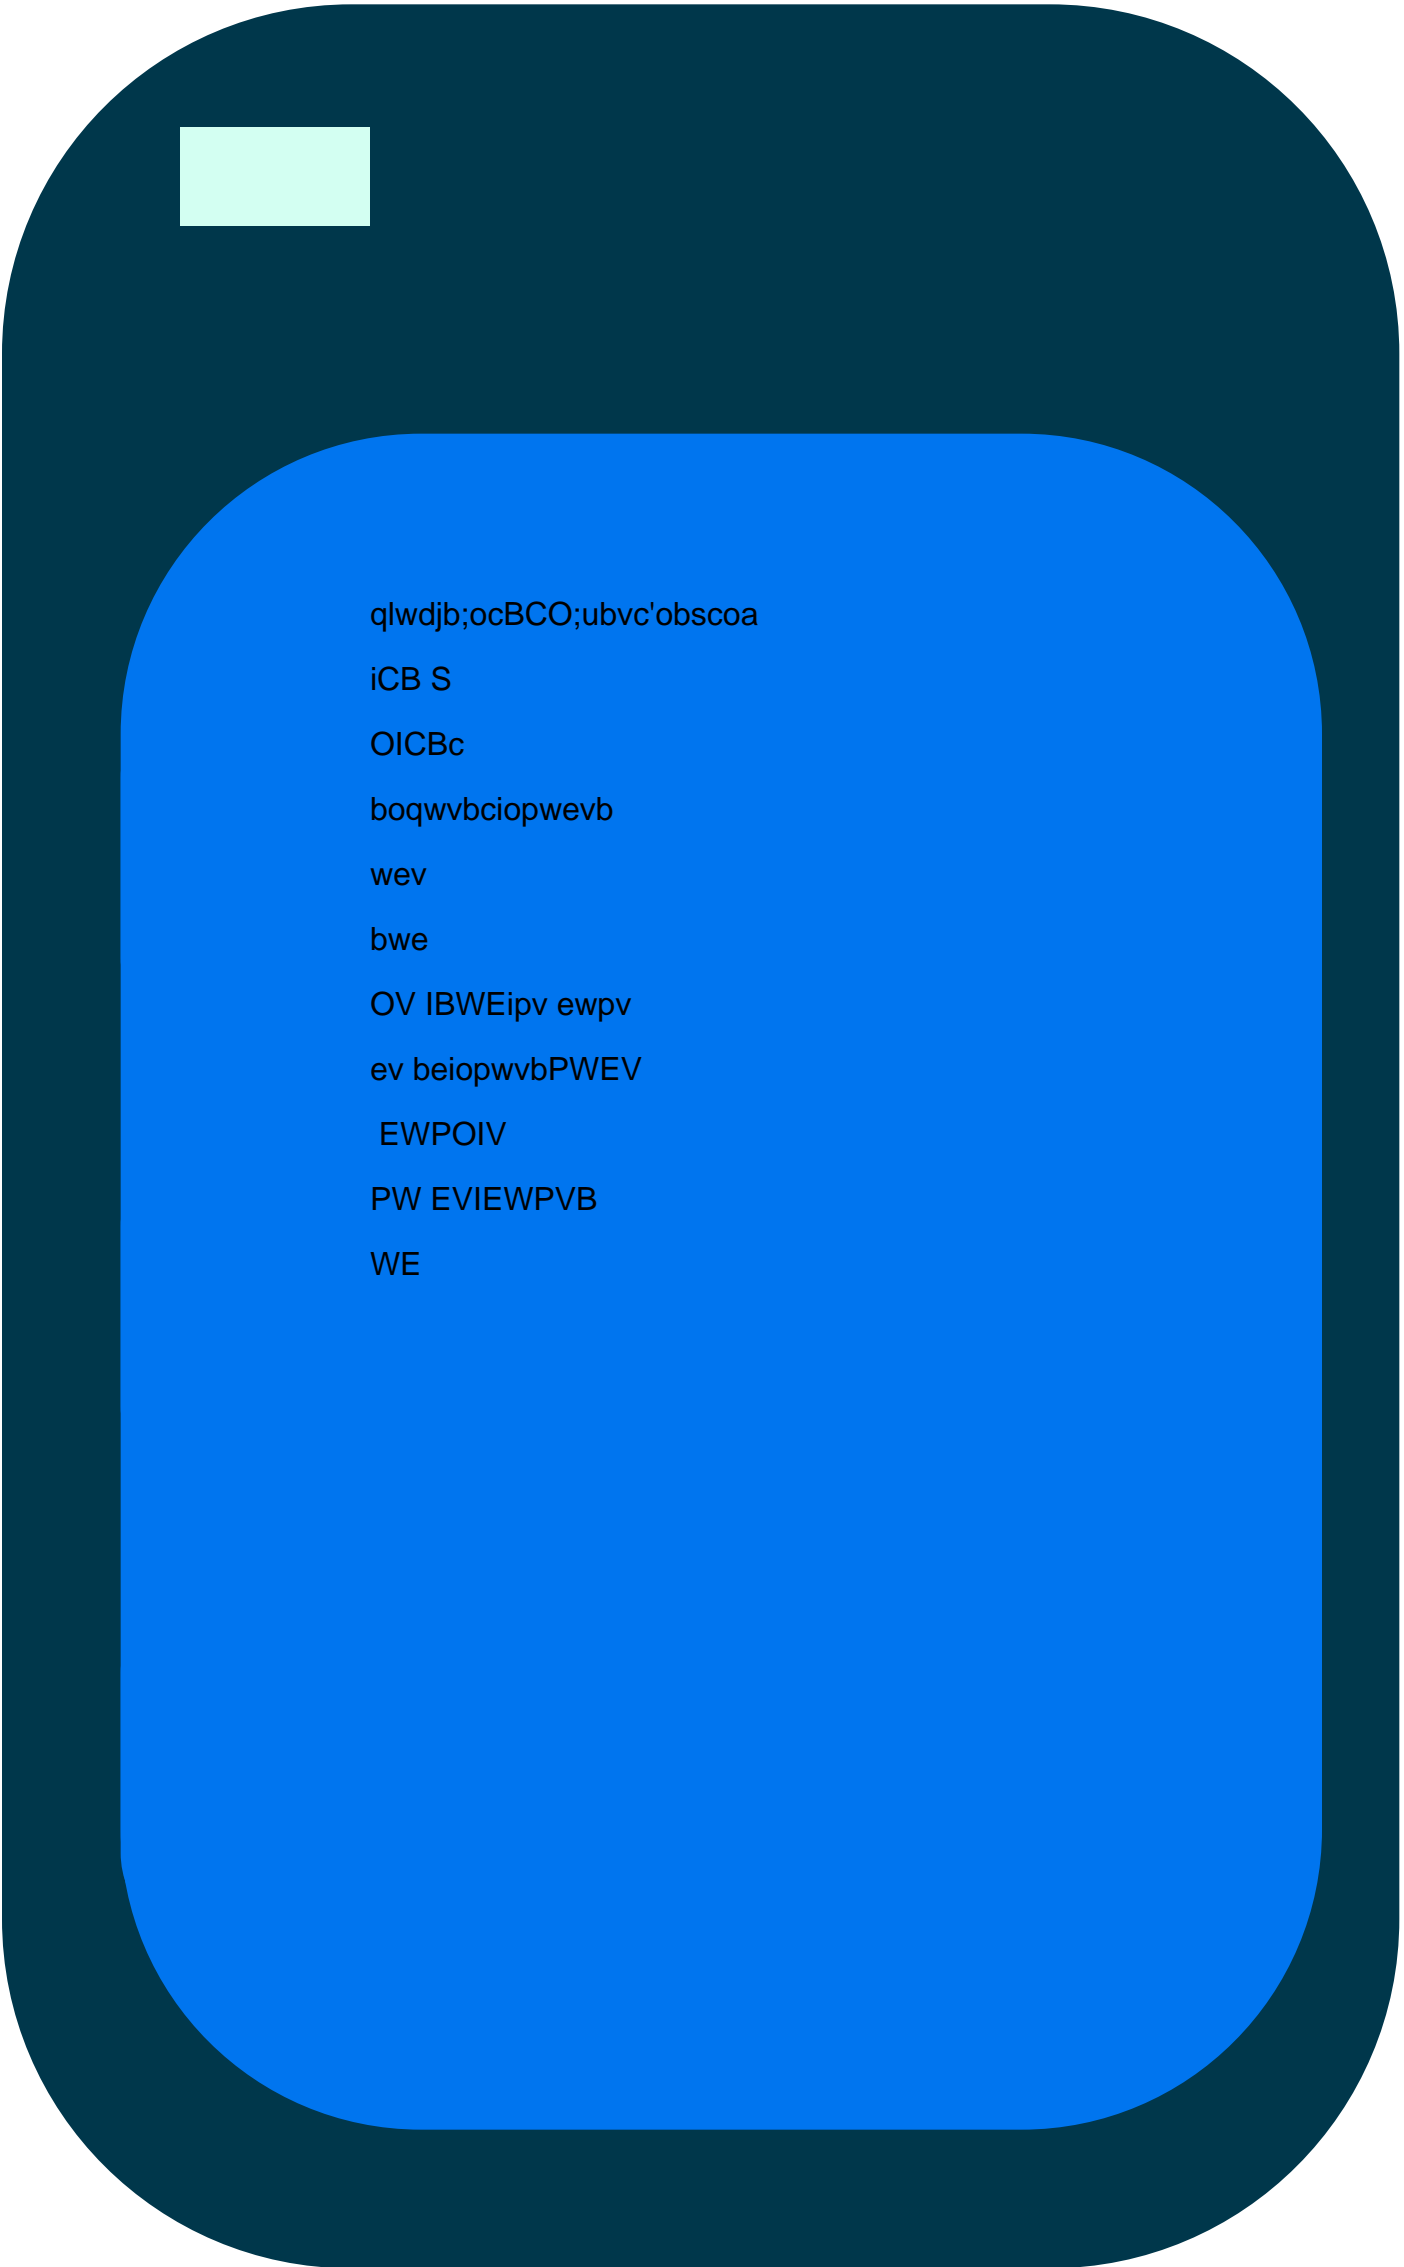 qlwdjb;ocBCO;ubvc'obscoa
iCB S
OICBc
boqwvbciopwevb
wev
bwe
OV IBWEipv ewpv
ev beiopwvbPWEV
 EWPOIV
PW EVIEWPVB
WE